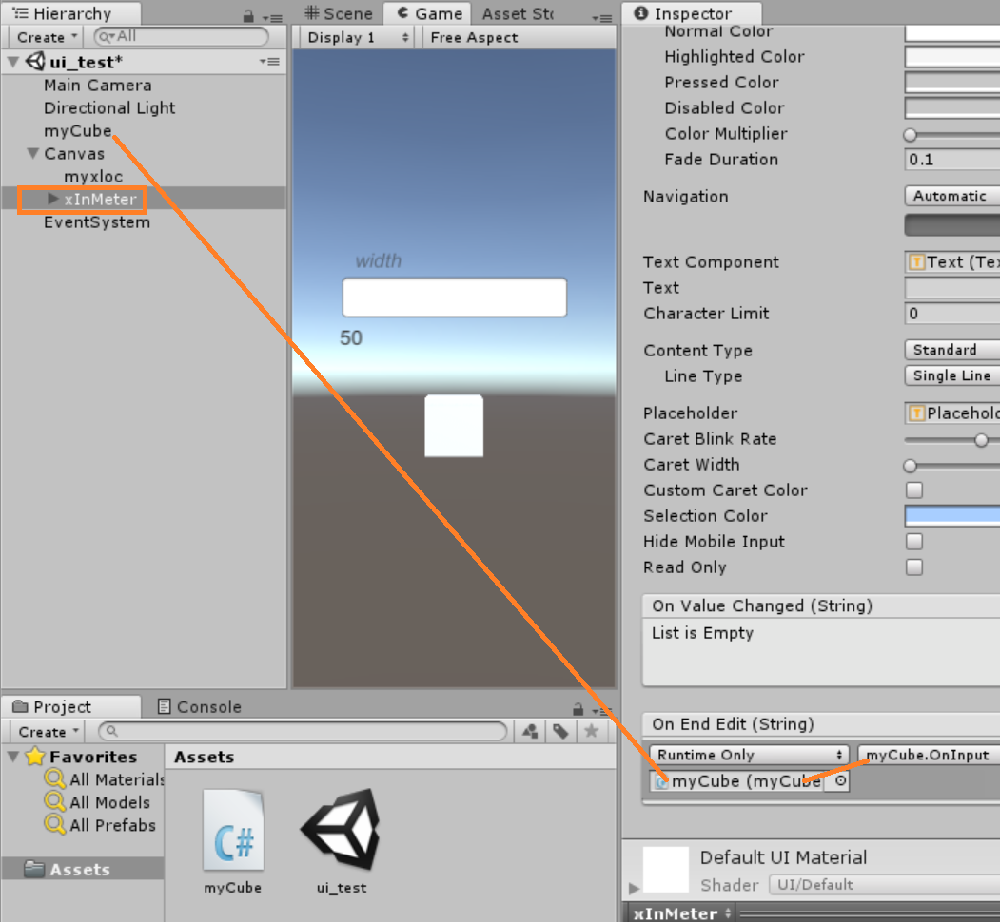 Hierarchy
Create
All
ui_test*
Main Camera
Directional Light
myCube
Canvas
myxloc
xInMeter
EventSystem
Scene
Game
Asset Sto
Display 1
Free Aspect
width
50
Inspector
Normal Color
Highlighted Color
Pressed Color
Disabled Color
Color Multiplier
Fade Duration
0.1
Navigation
Automatic
Text Component
Text (Tex
Text
Character Limit
0
Content Type
Standard
Line Type
Single Line
Placeholder
Placehold
Caret Blink Rate
Caret Width
Custom Caret Color
Selection Color
Hide Mobile Input
Read Only
On Value Changed (String)
List is Empty
On End Edit (String)
Runtime Only
myCube.OnInput
myCube (myCube
Default UI Material
Shader
UI/Default
xInMeter
Project
Console
Create
Favorites
All Materials
All Models
All Prefabs
Assets
Assets
C#
myCube
ui_test